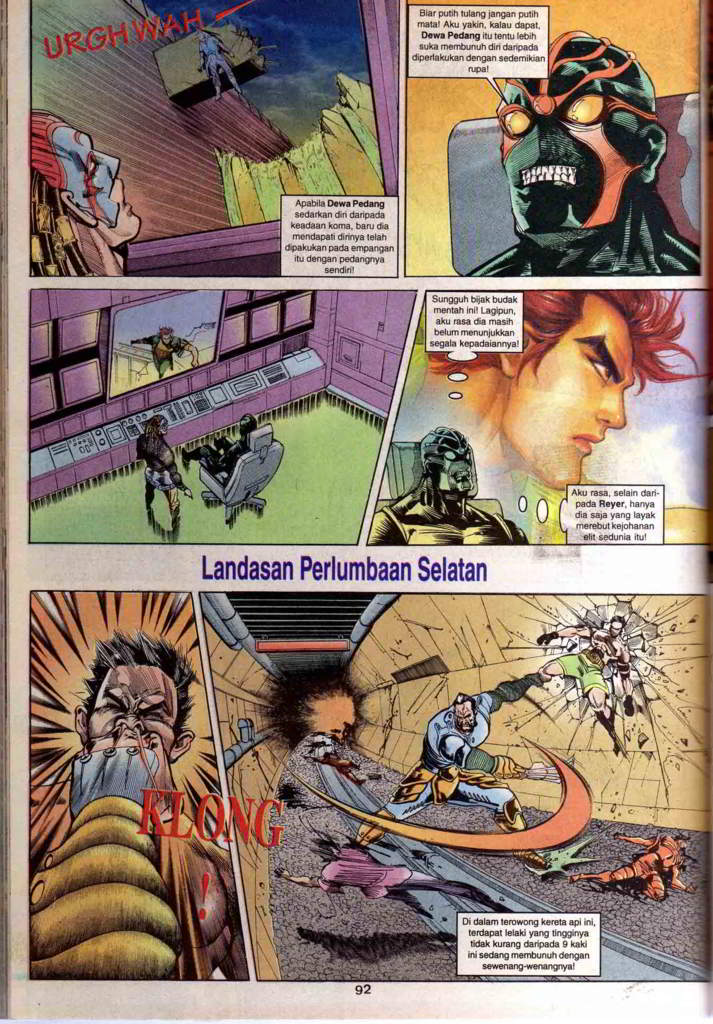 URGH WAH
Apabila Dewa Pedang
sedarkan diri daripada
keadaan koma, baru dia
mendapati dirinya telah
dipakukan pada empangan
itu dengan pedangnya
sendiri!
Biar putih tulang jangan putih
mata! Aku yakin, kalau dapat,
Dewa Pedang itu tentu lebih
suka membunuh diri daripada
diperlakukan dengan sedemikian
rupa!
Sungguh bijak budak
mentah ini! Lagipun,
aku rasa dia masih
belum menunjukkan
segala kepadaiannya!
Aku rasa, selain dari-
pada Reyer, hanya
dia saja yang layak
merebut kejohanan
elit sedunia itu!
Landasan Perlumbaan Selatan
KLONG
!
Di dalam terowong kereta api ini,
terdapat lelaki yang tingginya
tidak kurang daripada 9 kaki
ini sedang membunuh dengan
sewenang-wenangnya!
92